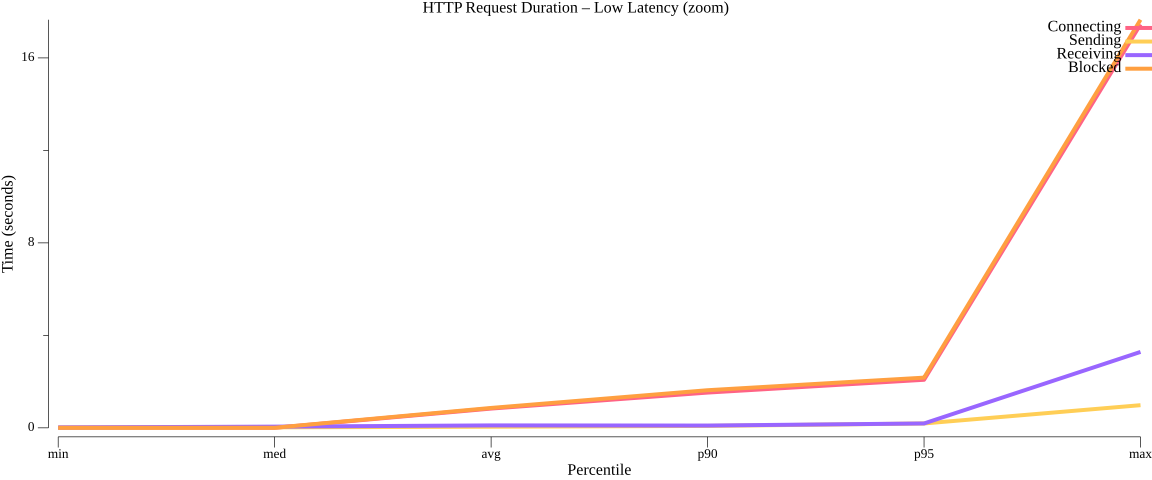 HTTP Request Duration – Low Latency (zoom)
Connecting
Sending
Receiving
Blocked
16
8
0
Time (seconds)
min med avg p90 p95 max
Percentile